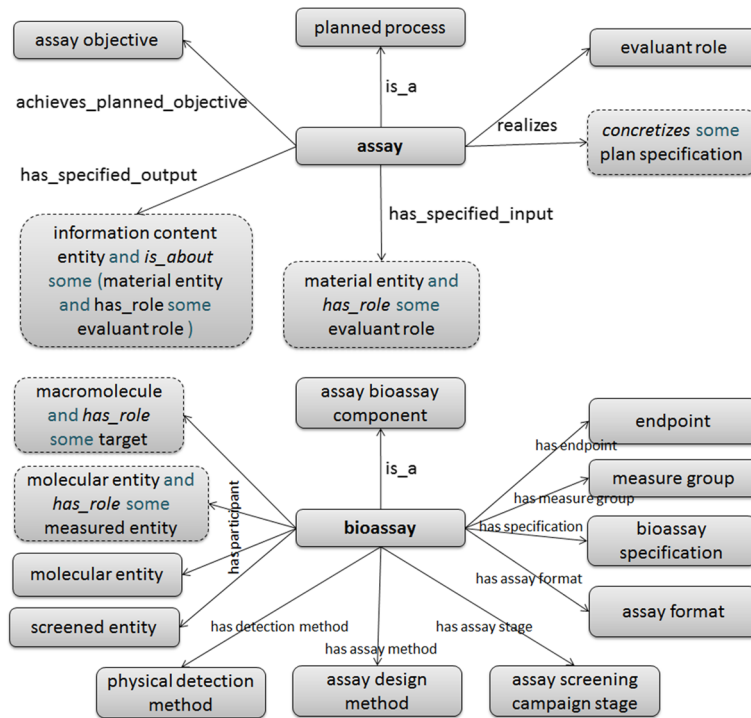 assay objective
planned process
evaluant role
achieves_planned_objective
is_a
realizes
concretizes some
plan specification
assay
has_specified_output
has_specified_input
information content
entity and is_about
some (material entity
and has_role some
evaluant role )
material entity and
has_role some
evaluant role
macromolecule
and has_role
some target
assay bioassay
component
endpoint
has endpoint
is_a
molecular entity and
has_role some
measured entity
measure group
has measure group
has participant
bioassay
has specification
bioassay
specification
molecular entity
has assay format
assay format
screened entity
has detection method
has assay method
has assay stage
physical detection
method
assay design
method
assay screening
campaign stage